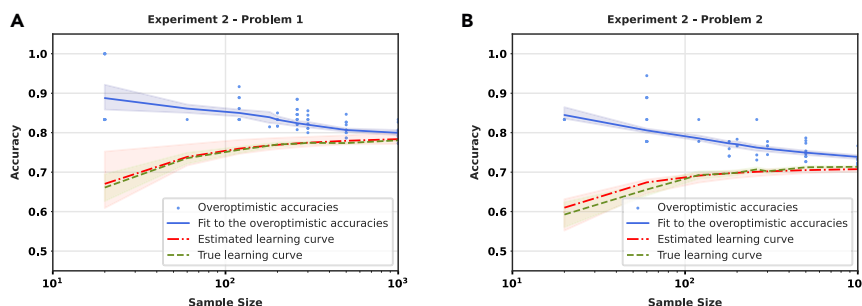 A
Experiment 2 - Problem 1
1.0
0.9
0.8
0.7
0.6
0.5
Accuracy
Overoptimistic accuracies
Fit to the overoptimistic accuracies
Estimated learning curve
True learning curve
10¹
10²
10³
Sample Size
B
Experiment 2 - Problem 2
1.0
0.9
0.8
0.7
0.6
0.5
Accuracy
Overoptimistic accuracies
Fit to the overoptimistic accuracies
Estimated learning curve
True learning curve
10¹
10²
10
Sample Size